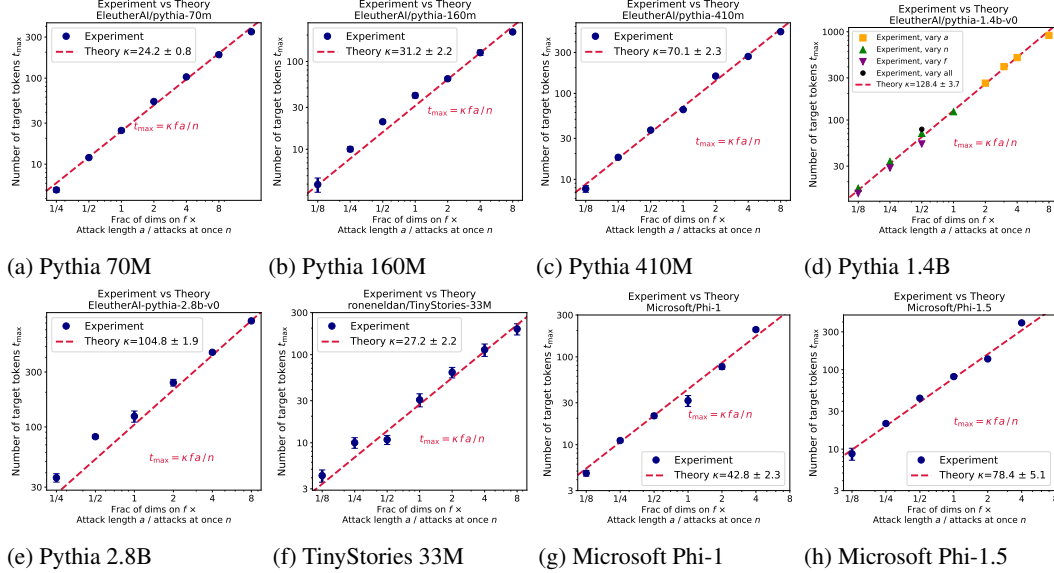 Experiment vs Theory
EleutherAI/pythia-70m
Number of target tokens t_max
100
30
10
Experiment
Theory κ=24.2 ± 0.8
t_max = κ f a / n
1/4 1/2 1 2 4 8
Frac of dims on f ×
Attack length a / attacks at once n
(a) Pythia 70M
Experiment vs Theory
EleutherAI/pythia-160m
Number of target tokens t_max
100
30
10
3
Experiment
Theory κ=31.2 ± 2.2
t_max = κ f a / n
1/8 1/4 1/2 1 2 4 8
Frac of dims on f ×
Attack length a / attacks at once n
(b) Pythia 160M
Experiment vs Theory
EleutherAI/pythia-410m
Number of target tokens t_max
300
100
30
10
Experiment
Theory κ=70.1 ± 2.3
t_max = κ f a / n
1/8 1/4 1/2 1 2 4 8
Frac of dims on f ×
Attack length a / attacks at once n
(c) Pythia 410M
Experiment vs Theory
EleutherAI/pythia-1.4b-v0
Number of target tokens t_max
1000
300
100
30
10
Experiment, vary a
Experiment, vary n
Experiment, vary f
Experiment, vary all
Theory κ=128.4 ± 3.7
t_max = κ f a / n
1/8 1/4 1/2 1 2 4 8
Frac of dims on f ×
Attack length a / attacks at once n
(d) Pythia 1.4B
Experiment vs Theory
EleutherAI-pythia-2.8b-v0
Number of target tokens t_max
300
100
30
Experiment
Theory κ=104.8 ± 1.9
t_max = κ f a / n
1/4 1/2 1 2 4 8
Frac of dims on f ×
Attack length a / attacks at once n
(e) Pythia 2.8B
Experiment vs Theory
roneneldan/TinyStories-33M
Number of target tokens t_max
300
100
30
10
3
Experiment
Theory κ=27.2 ± 2.2
t_max = κ f a / n
1/8 1/4 1/2 1 2 4 8
Frac of dims on f ×
Attack length a / attacks at once n
(f) TinyStories 33M
Experiment vs Theory
Microsoft/Phi-1
Number of target tokens t_max
300
100
30
10
3
t_max = κ f a / n
Experiment
Theory κ=42.8 ± 2.3
1/8 1/4 1/2 1 2 4 8
Frac of dims on f ×
Attack length a / attacks at once n
(g) Microsoft Phi-1
Experiment vs Theory
Microsoft/Phi-1.5
Number of target tokens t_max
300
100
30
10
3
t_max = κ f a / n
Experiment
Theory κ=78.4 ± 5.1
1/8 1/4 1/2 1 2 4 8
Frac of dims on f ×
Attack length a / attacks at once n
(h) Microsoft Phi-1.5